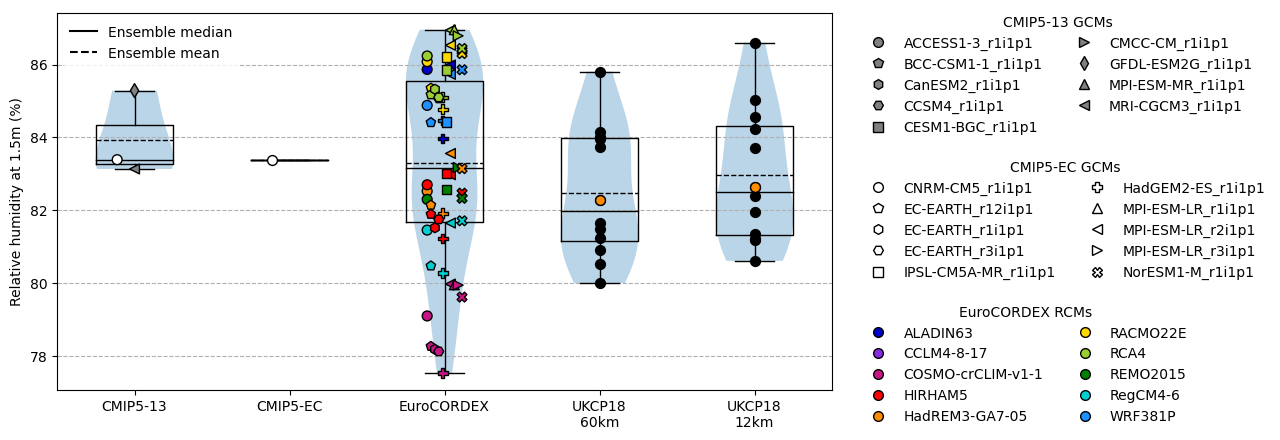 Relative humidity at 1.5m (%)
86
84
82
80
78
Ensemble median
Ensemble mean
CMIP5-13
CMIP5-EC
EuroCORDEX
UKCP18
60km
UKCP18
12km
CMIP5-13 GCMs
ACCESS1-3_r1i1p1
BCC-CSM1-1_r1i1p1
CanESM2_r1i1p1
CCSM4_r1i1p1
CESM1-BGC_r1i1p1
CMCC-CM_r1i1p1
GFDL-ESM2G_r1i1p1
MPI-ESM-MR_r1i1p1
MRI-CGCM3_r1i1p1
CMIP5-EC GCMs
CNRM-CM5_r1i1p1
EC-EARTH_r12i1p1
EC-EARTH_r1i1p1
EC-EARTH_r3i1p1
IPSL-CM5A-MR_r1i1p1
HadGEM2-ES_r1i1p1
MPI-ESM-LR_r1i1p1
MPI-ESM-LR_r2i1p1
MPI-ESM-LR_r3i1p1
NorESM1-M_r1i1p1
EuroCORDEX RCMs
ALADIN63
CCLM4-8-17
COSMO-crCLIM-v1-1
HIRHAM5
HadREM3-GA7-05
RACMO22E
RCA4
REMO2015
RegCM4-6
WRF381P